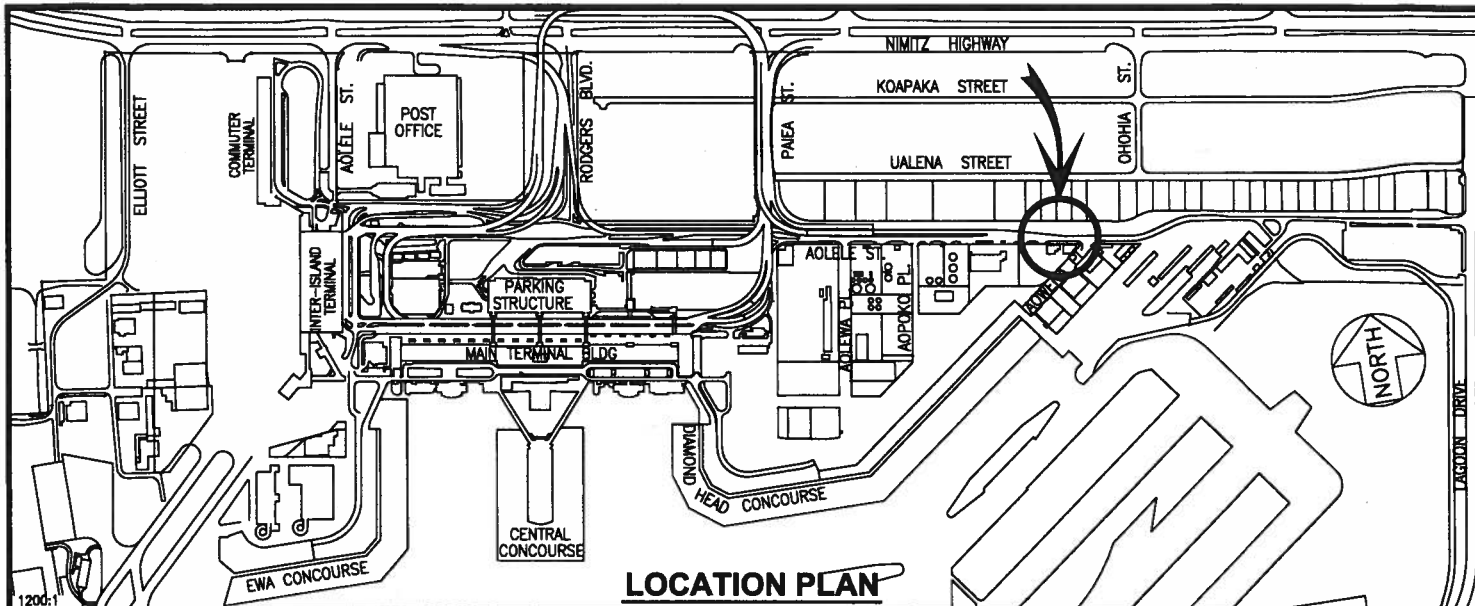 NIMITZ HIGHWAY
KOAPAKA STREET
UALENA STREET
ELLIOTT STREET
COMMUTER
TERMINAL
AOLELE ST.
POST
OFFICE
RODGERS BLVD.
PAIEA ST.
OHOHIA ST.
INTER-ISLAND
TERMINAL
PARKING
STRUCTURE
MAIN TERMINAL BLDG
AOLELE ST.
AOLEWA PL.
AOPOKO PL.
NORTH
LAGOON DRIVE
DIAMOND
HEAD CONCOURSE
CENTRAL
CONCOURSE
EWA CONCOURSE
LOCATION PLAN
1200:1